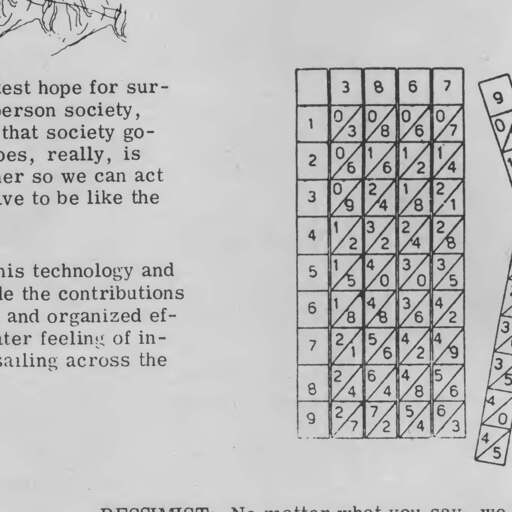 test hope for sur-
person society,
that society go-
oes, really, is
her so we can act
ave to be like the
his technology and
de the contributions
and organized ef-
ater feeling of in-
sailing across the
3 8 6 7
1 0/3 0/8 0/6 0/7
2 0/6 1/6 1/2 1/4
3 0/9 2/4 1/8 2/1
4 1/2 3/2 2/4 2/8
5 1/5 4/0 3/0 3/5
6 1/8 4/8 3/6 4/2
7 2/1 5/6 4/2 4/9
8 2/4 6/4 4/8 5/6
9 2/7 7/2 5/4 6/3
9
0
1
3
3/5
4/0
4/5
PESSIMIST: No matter what you say, we